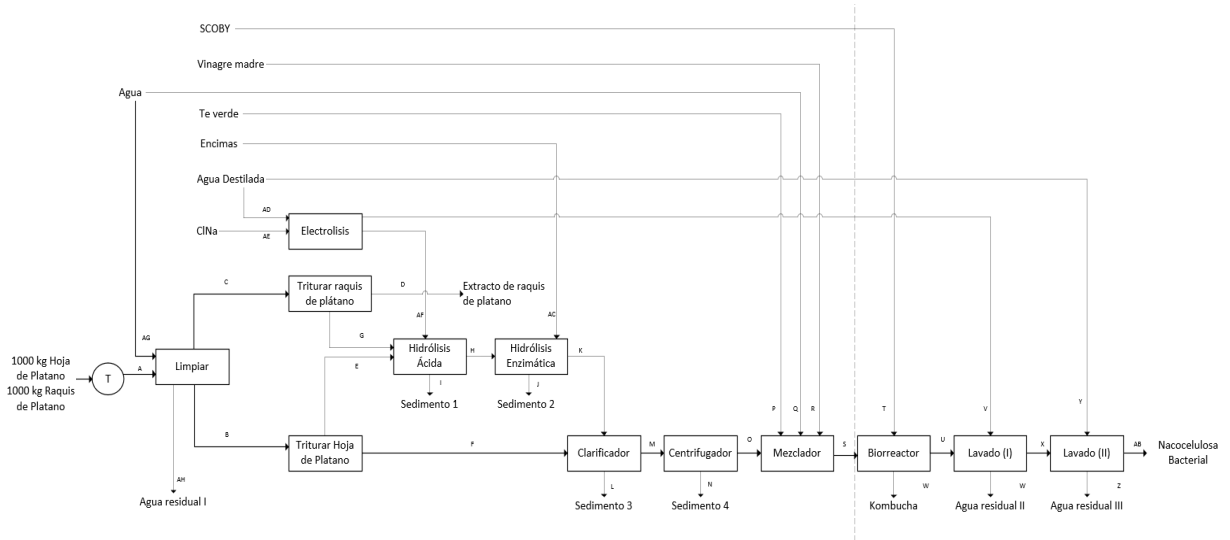 SCOBY
Vinagre madre
Agua
Te verde
Encimas
Agua Destilada
AD
ClNa
AE
Electrolisis
C
Triturar raquis
de plátano
D
Extracto de raquis
de platano
AF
AC
G
AG
Limpiar
Hidrólisis
Ácida
H
Hidrólisis
Enzimática
K
1000 kg Hoja
de Platano
1000 kg Raquis
de Platano
T
A
E
I
J
Sedimento 1
Sedimento 2
P
Q
R
T
V
Y
B
Triturar Hoja
de Platano
F
Clarificador
M
Centrifugador
O
Mezclador
S
Biorreactor
U
Lavado (I)
X
Lavado (II)
AB
Nacocelulosa
Bacterial
AH
L
N
W
W
Z
Agua residual I
Sedimento 3
Sedimento 4
Kombucha
Agua residual II
Agua residual III